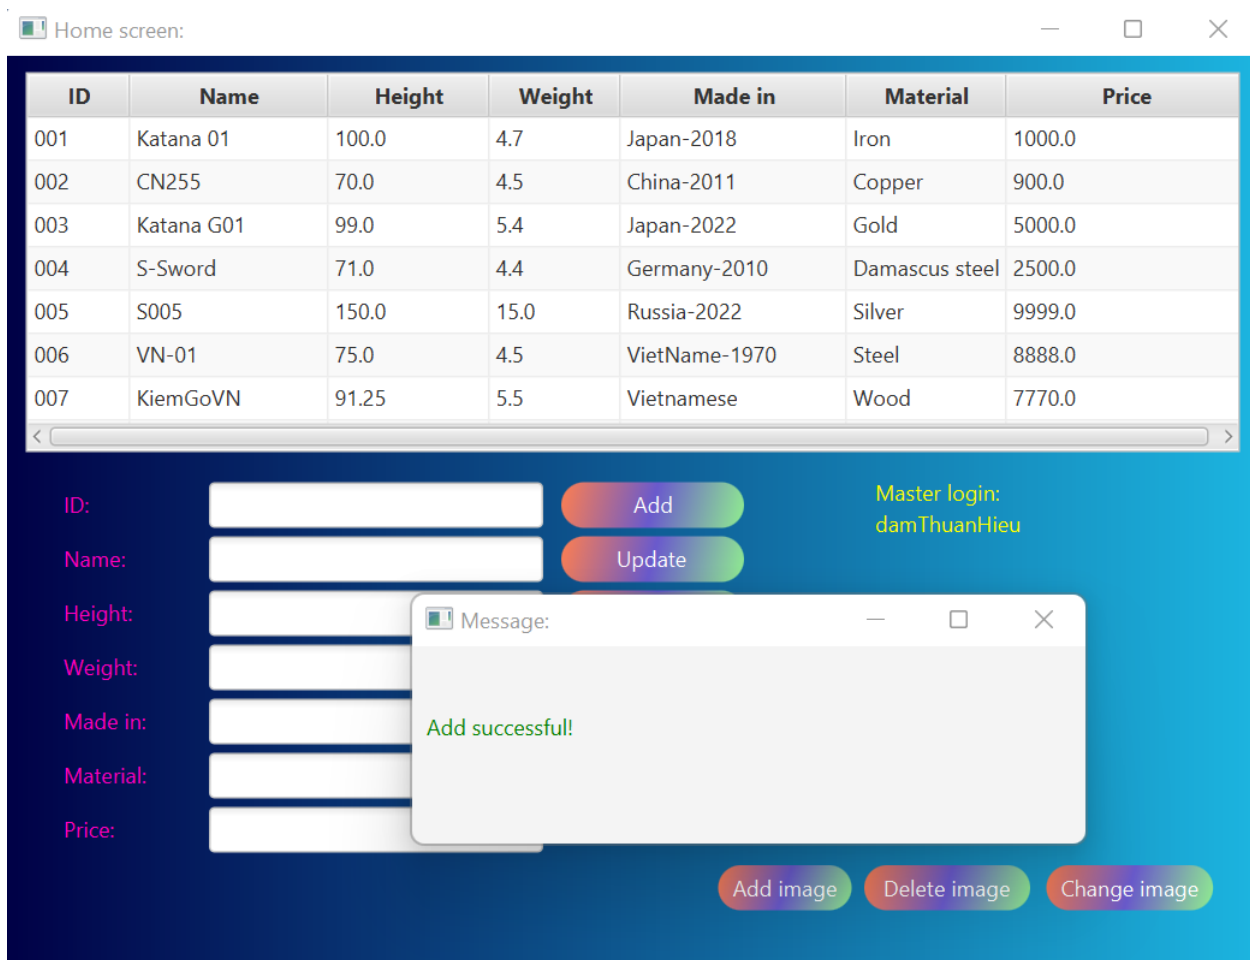 Home screen:
ID Name Height Weight Made in Material Price
001 Katana 01 100.0 4.7 Japan-2018 Iron 1000.0
002 CN255 70.0 4.5 China-2011 Copper 900.0
003 Katana G01 99.0 5.4 Japan-2022 Gold 5000.0
004 S-Sword 71.0 4.4 Germany-2010 Damascus steel 2500.0
005 S005 150.0 15.0 Russia-2022 Silver 9999.0
006 VN-01 75.0 4.5 VietName-1970 Steel 8888.0
007 KiemGoVN 91.25 5.5 Vietnamese Wood 7770.0
ID: Add
Master login:
damThuanHieu
Name: Update
Height:
Message:
Weight:
Made in:
Add successful!
Material:
Price:
Add image Delete image Change image